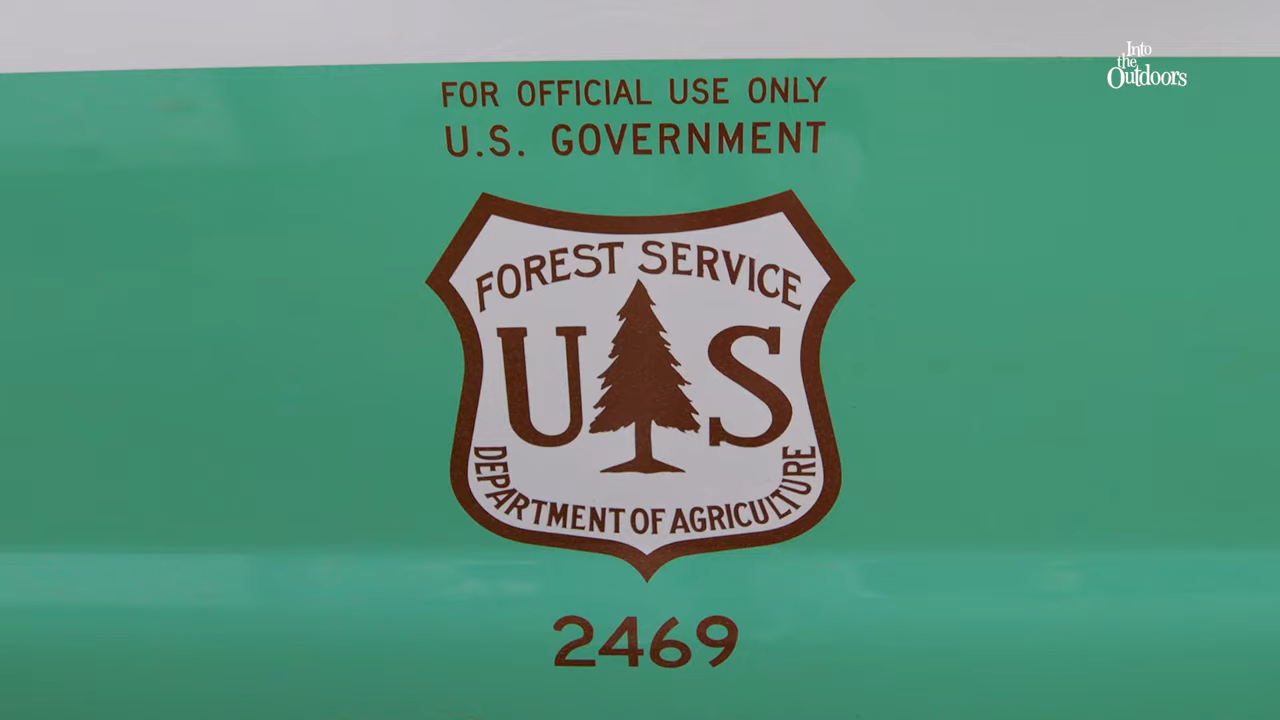 Into
the
Outdoors
FOR OFFICIAL USE ONLY
U.S. GOVERNMENT
FOREST SERVICE
U S
DEPARTMENT OF AGRICULTURE
2469